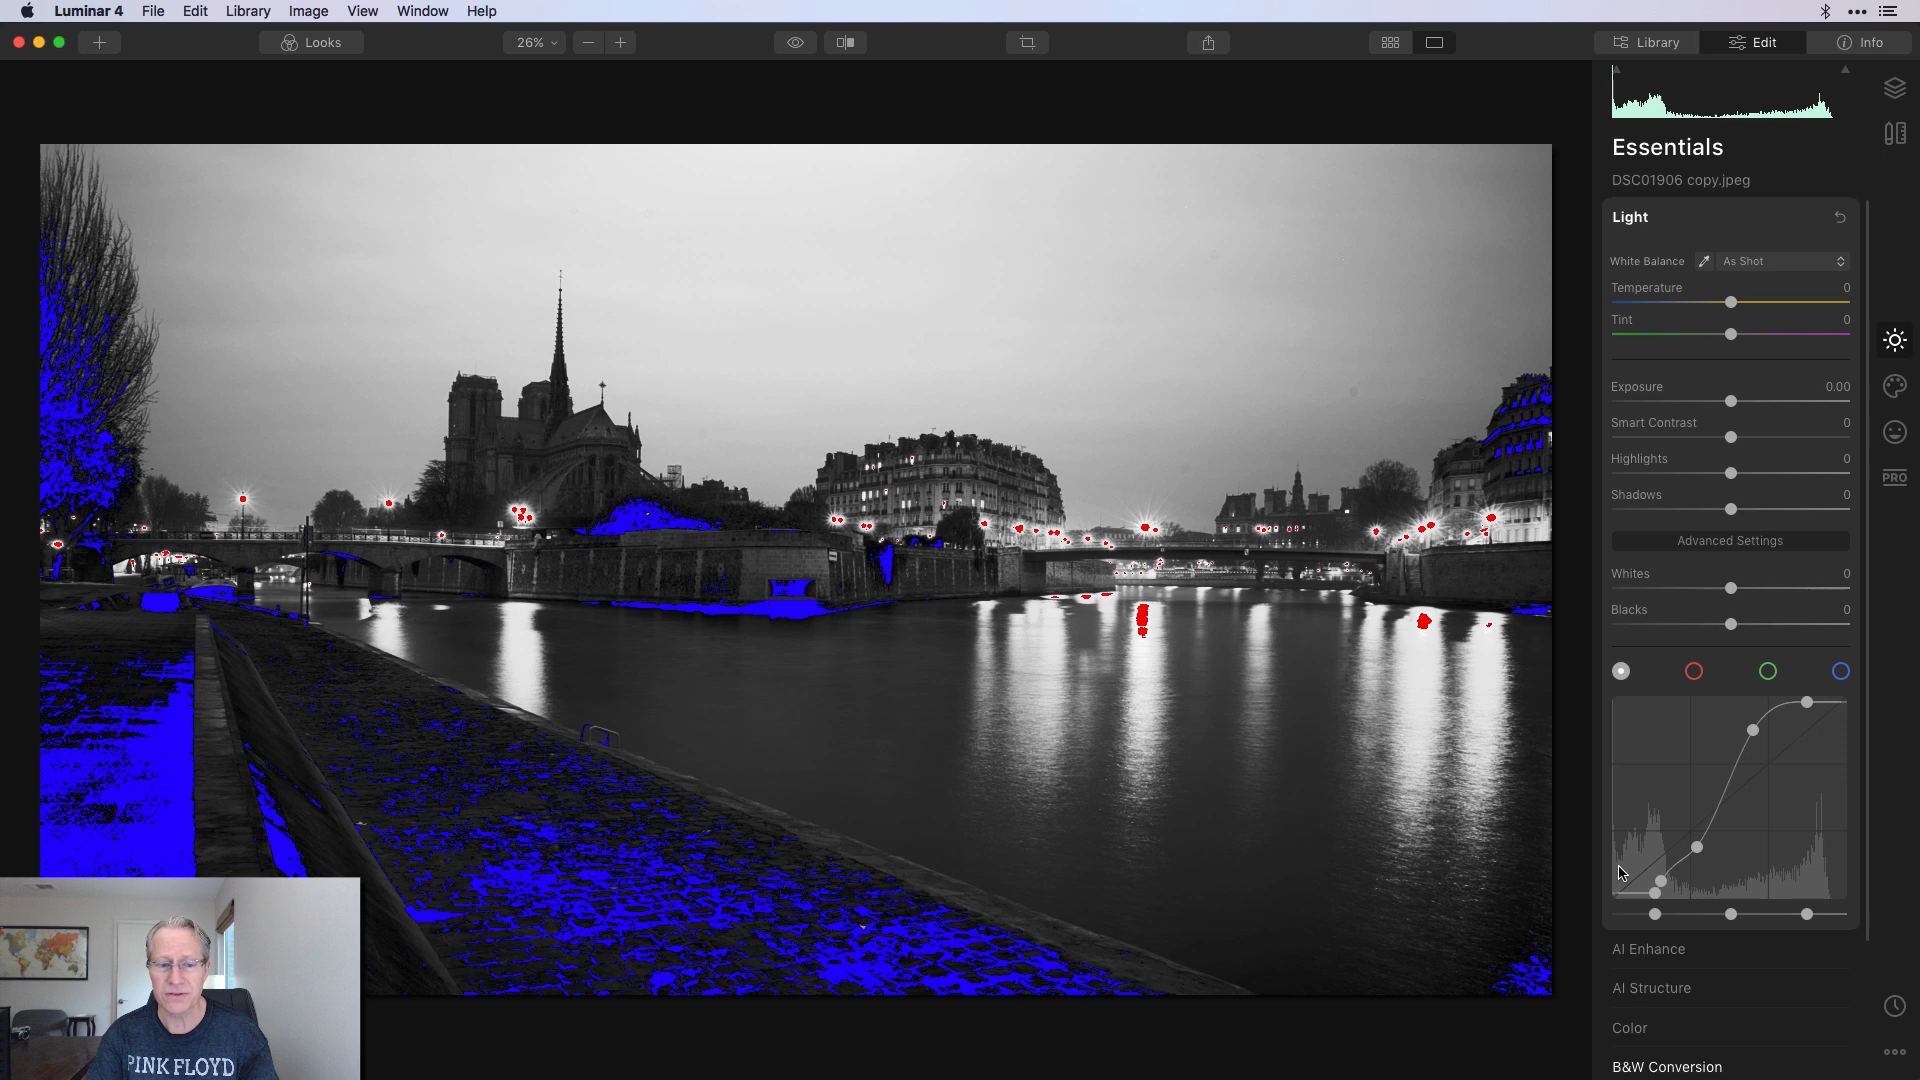 Luminar 4 File Edit Library Image View Window Help
Looks 26% Library Edit Info
Essentials
DSC01906 copy.jpeg
Light
White Balance As Shot
Temperature 0
Tint 0
Exposure 0.00
Smart Contrast 0
Highlights 0
Shadows 0
Advanced Settings
Whites 0
Blacks 0
AI Enhance
AI Structure
Color
B&W Conversion
PRO
PINK FLOYD